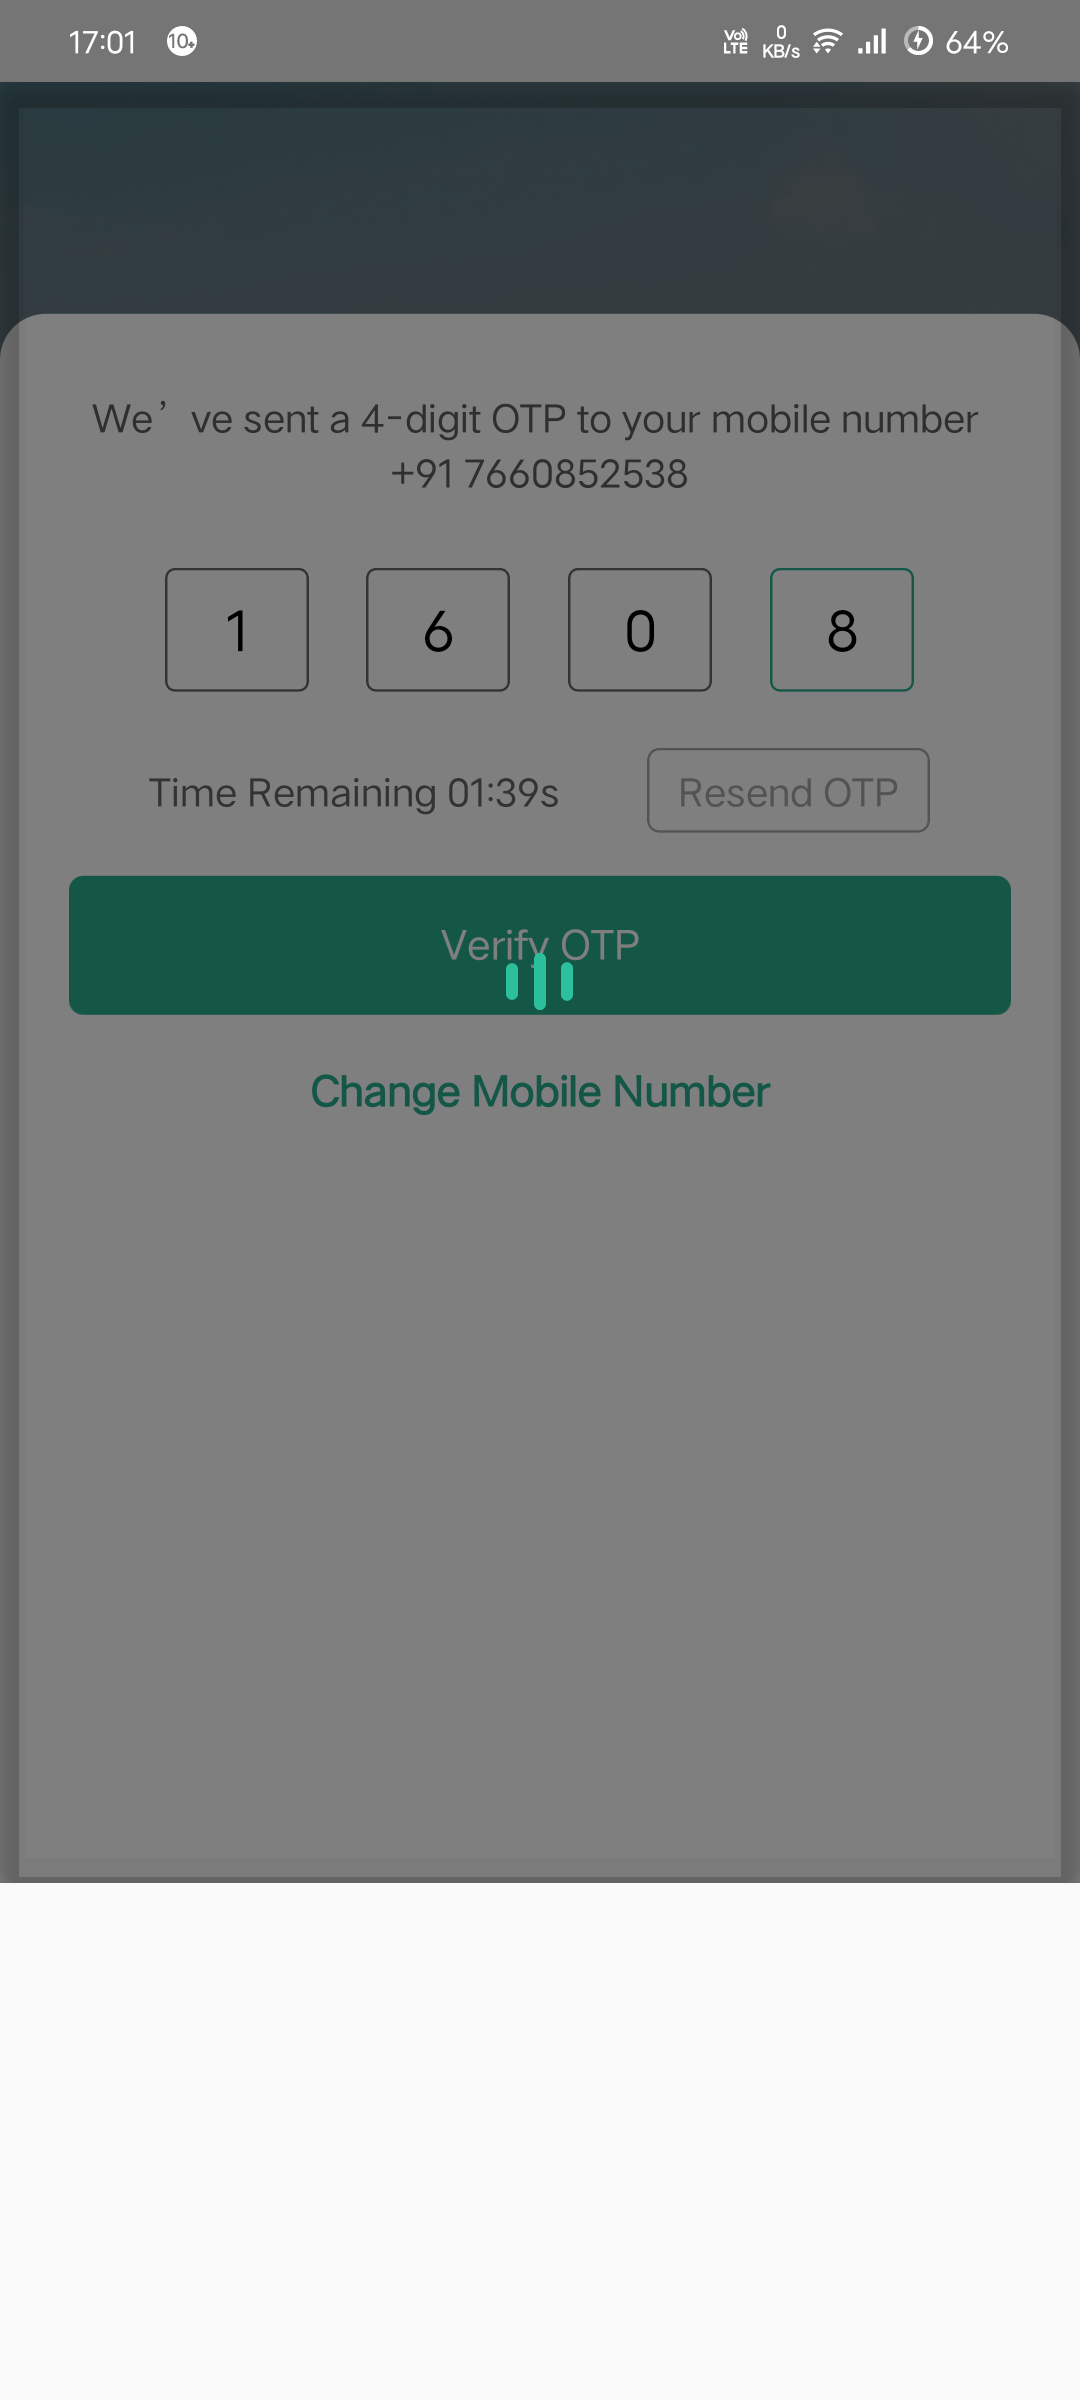 17:01 10+ Vo) LTE 0 KB/s 64%
We’ve sent a 4-digit OTP to your mobile number
+91 7660852538
1 6 0 8
Time Remaining 01:39s Resend OTP
Verify OTP
Change Mobile Number